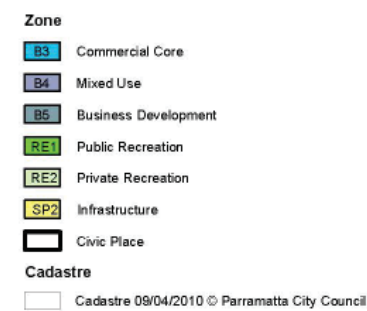 Zone
B3 Commercial Core
B4 Mixed Use
B5 Business Development
RE1 Public Recreation
RE2 Private Recreation
SP2 Infrastructure
Civic Place
Cadastre
Cadastre 09/04/2010 © Parramatta City Council